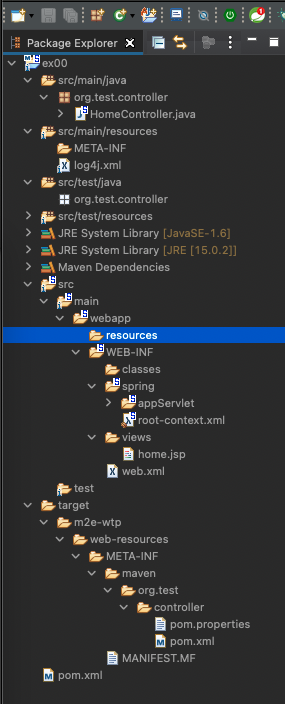 Package Explorer
ex00
src/main/java
org.test.controller
HomeController.java
src/main/resources
META-INF
log4j.xml
src/test/java
org.test.controller
src/test/resources
JRE System Library [JavaSE-1.6]
JRE System Library [JRE [15.0.2]]
Maven Dependencies
src
main
webapp
resources
WEB-INF
classes
spring
appServlet
root-context.xml
views
home.jsp
web.xml
test
target
m2e-wtp
web-resources
META-INF
maven
org.test
controller
pom.properties
pom.xml
MANIFEST.MF
pom.xml